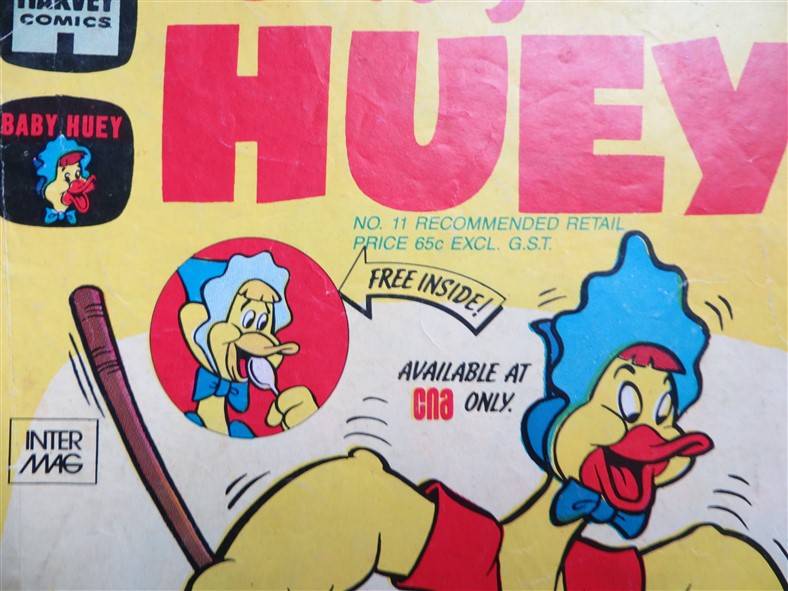 HARVEY
COMICS
HUEY
BABY HUEY
NO. 11 RECOMMENDED RETAIL
PRICE 65c EXCL. G.S.T.
FREE INSIDE!
AVAILABLE AT
cna ONLY.
INTER
MAG